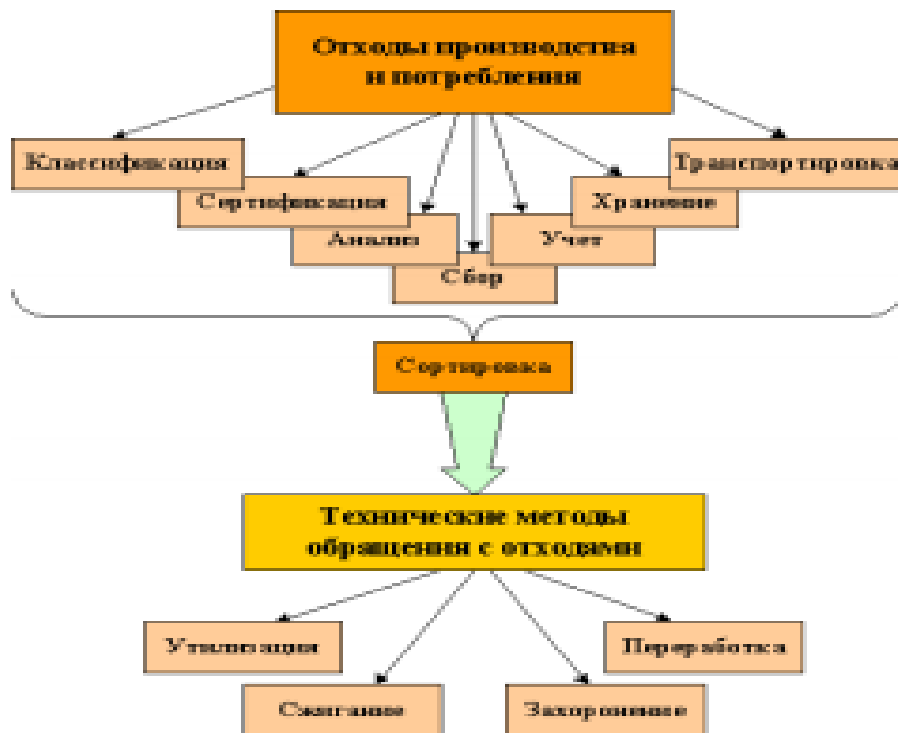 Отходы производства
и потребления
Классификация
Транспортировка
Сертификация
Хранение
Анализ
Учет
Сбор
Сортировка
Технические методы
обращения с отходами
Утилизация
Переработка
Сжигание
Захоронение